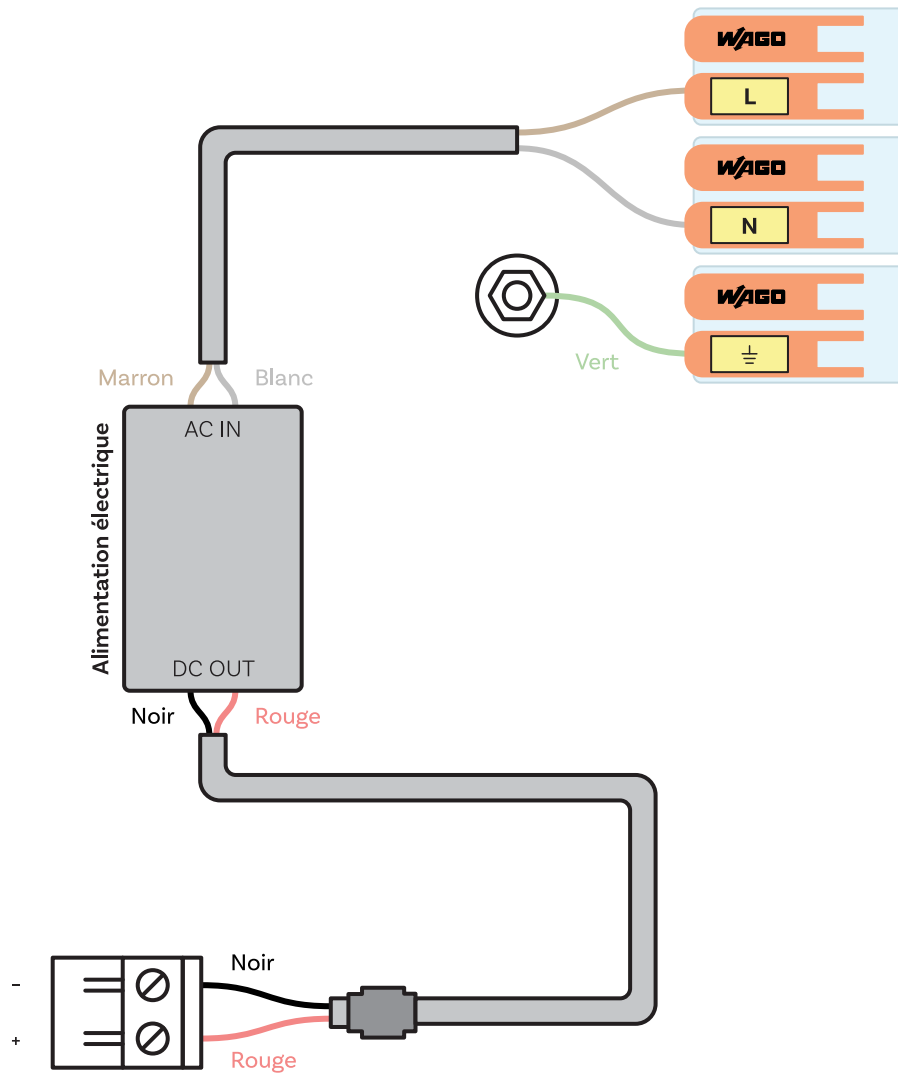 WAGO
L
WAGO
N
WAGO
Vert
Marron
Blanc
AC IN
Alimentation électrique
DC OUT
Noir
Rouge
Noir
-
+
Rouge